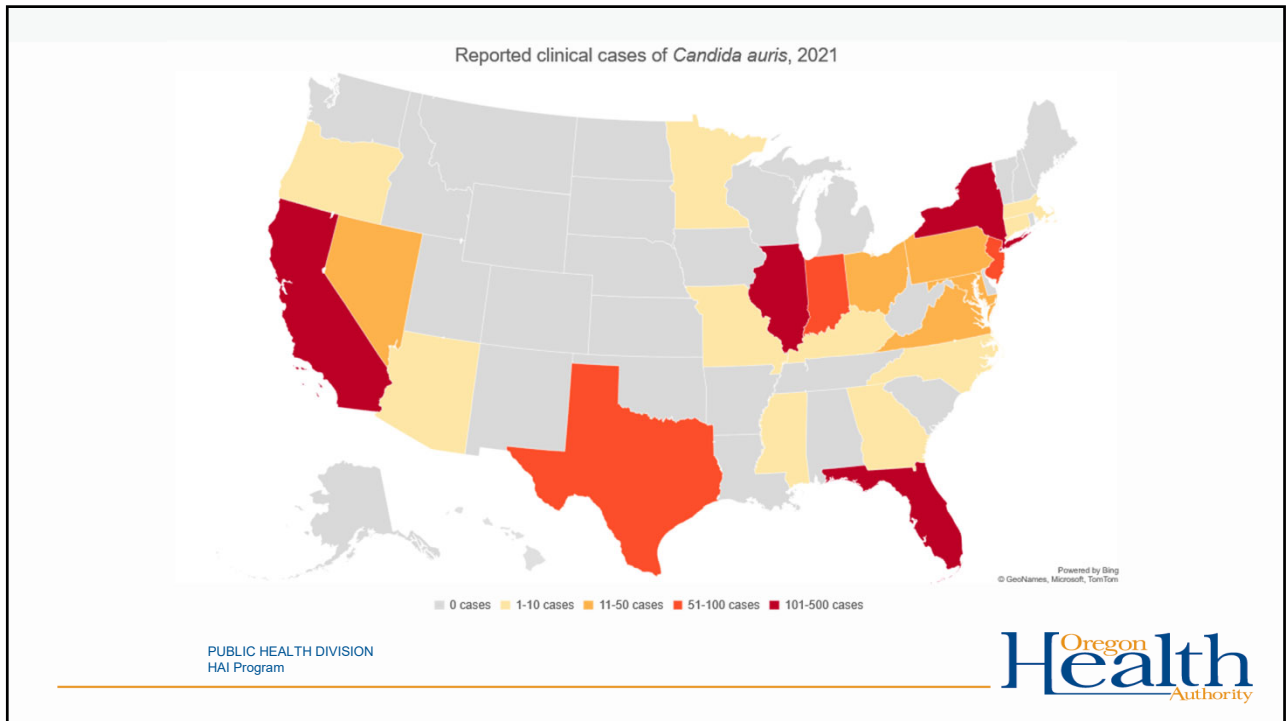 Reported clinical cases of Candida auris, 2021
Powered by Bing
© GeoNames, Microsoft, TomTom
0 cases 1-10 cases 11-50 cases 51-100 cases 101-500 cases
PUBLIC HEALTH DIVISION
HAI Program
Oregon
Health
Authority